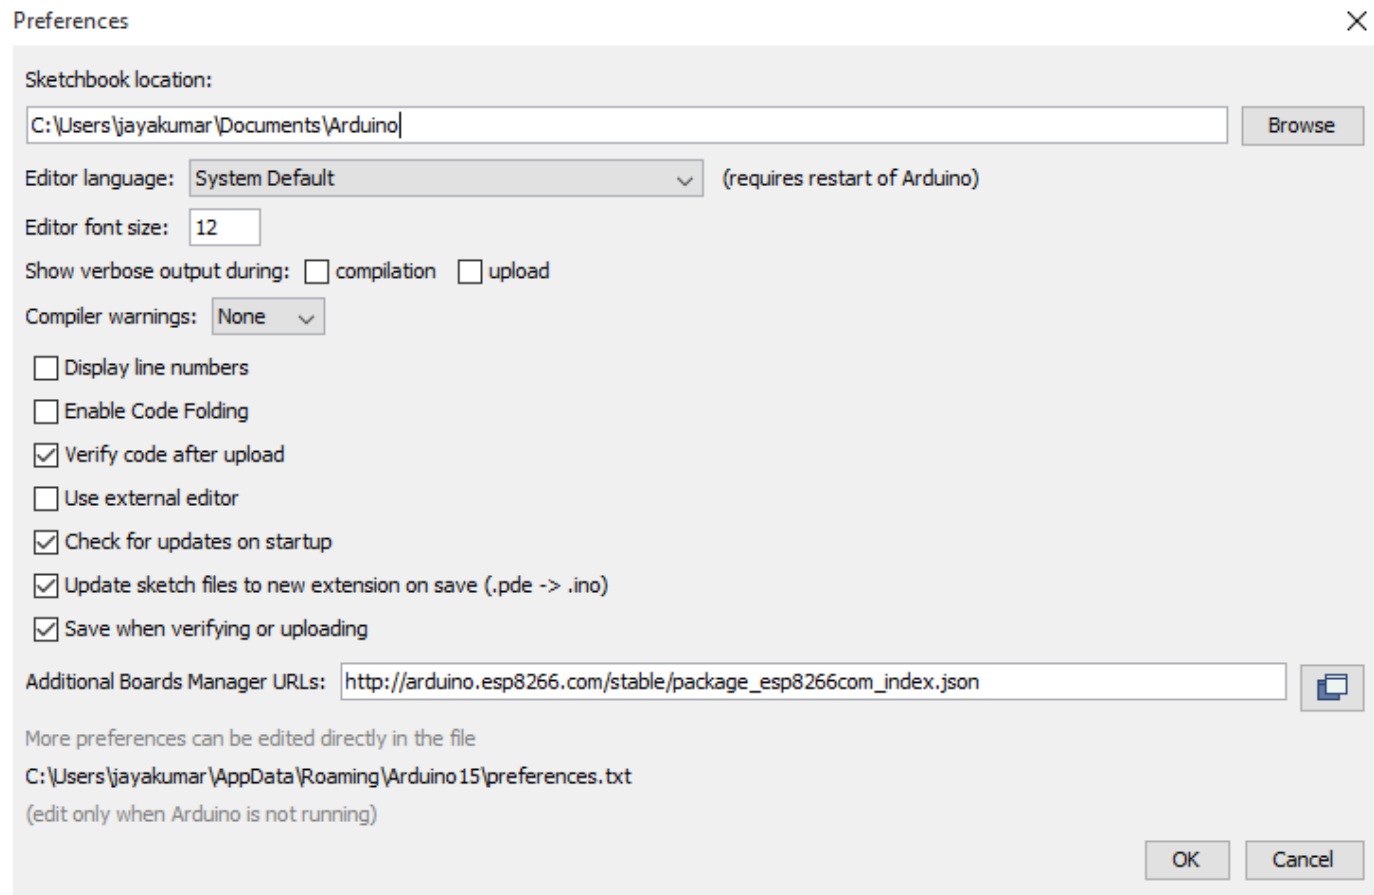 Preferences
Sketchbook location:
C:\Users\jayakumar\Documents\Arduino
Browse
Editor language: System Default (requires restart of Arduino)
Editor font size: 12
Show verbose output during: compilation upload
Compiler warnings: None
Display line numbers
Enable Code Folding
Verify code after upload
Use external editor
Check for updates on startup
Update sketch files to new extension on save (.pde -> .ino)
Save when verifying or uploading
Additional Boards Manager URLs: http://arduino.esp8266.com/stable/package_esp8266com_index.json
More preferences can be edited directly in the file
C:\Users\jayakumar\AppData\Roaming\Arduino15\preferences.txt
(edit only when Arduino is not running)
OK Cancel